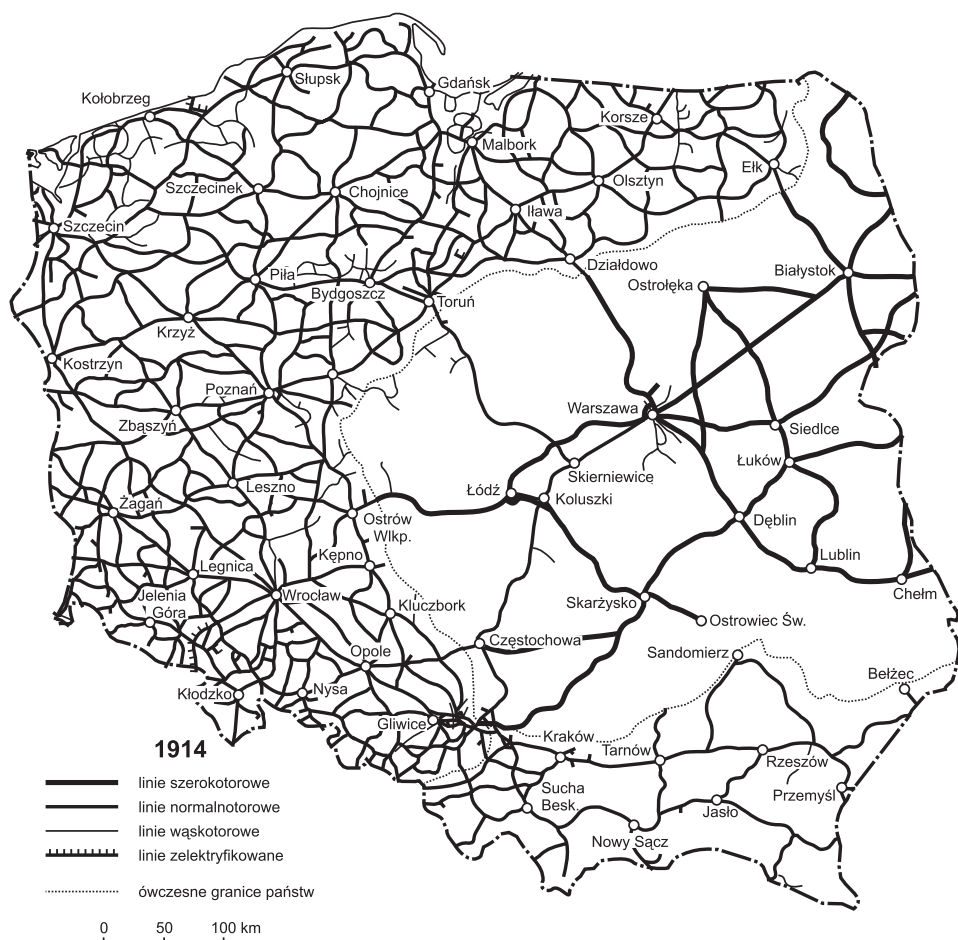 Słupsk
Gdańsk
Kołobrzeg
Korsze
Malbork
Ełk
Szczecinek
Chojnice
Olsztyn
Iława
Szczecin
Działdowo
Białystok
Piła
Bydgoszcz
Ostrołęka
Toruń
Krzyż
Kostrzyn
Poznań
Warszawa
Zbąszyń
Siedlce
Łuków
Skierniewice
Leszno
Łódź
Koluszki
Żagań
Ostrów
Wlkp.
Dęblin
Kępno
Lublin
Legnica
Chełm
Jelenia
Góra
Wrocław
Kluczbork
Skarżysko
Ostrowiec Św.
Częstochowa
Opole
Sandomierz
Bełżec
Kłodzko
Nysa
Gliwice
Kraków
Tarnów
Rzeszów
Sucha
Besk.
Przemyśl
Jasło
Nowy Sącz
1914
linie szerokotorowe
linie normalnotorowe
linie wąskotorowe
linie zelektryfikowane
ówczesne granice państw
0 50 100 km